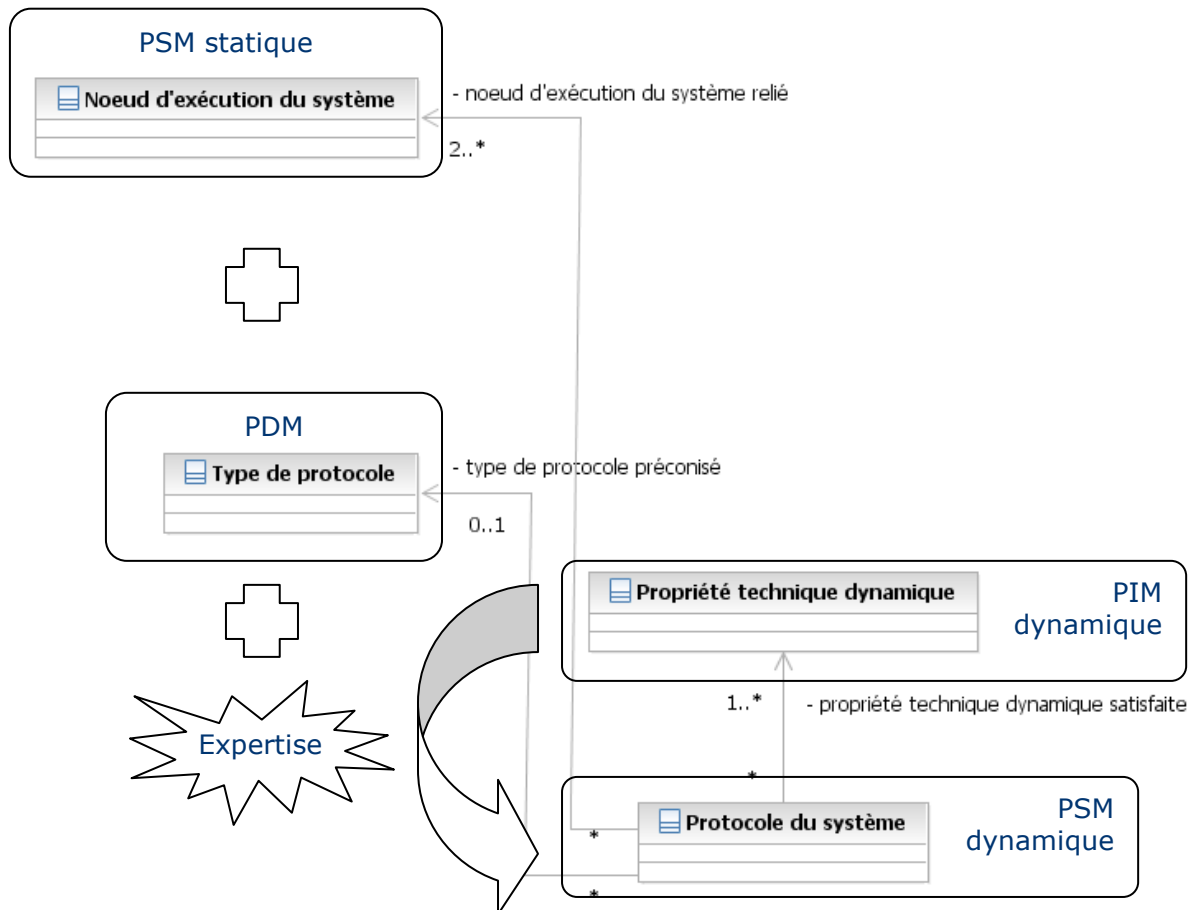 PSM statique
Noeud d'exécution du système
- noeud d'exécution du système relié
2..*
PDM
Type de protocole
- type de protocole préconisé
0..1
Propriété technique dynamique
PIM
dynamique
1..*
- propriété technique dynamique satisfaite
Expertise
*
Protocole du système
PSM
dynamique
*
*